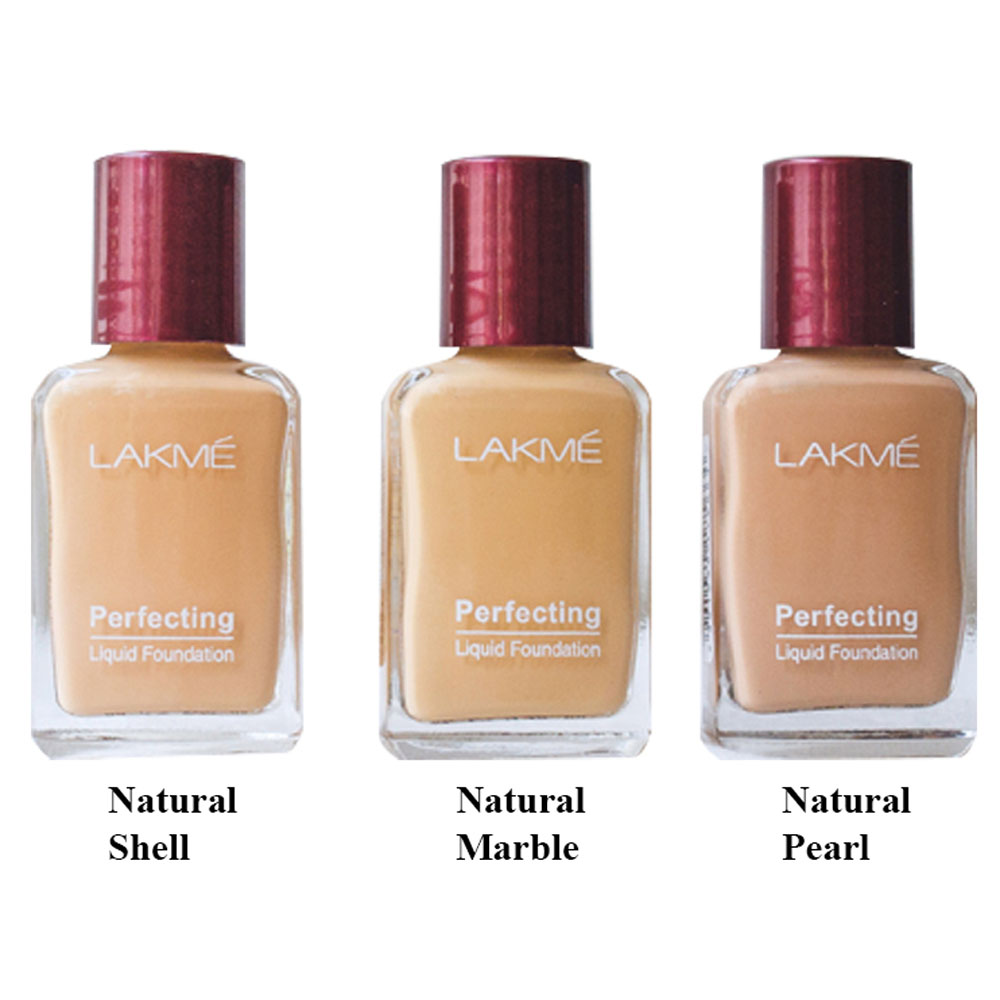 LAKMÉ
Perfecting
Liquid Foundation
Natural
Shell
LAKMÉ
Perfecting
Liquid Foundation
Natural
Marble
LAKMÉ
Perfecting
Liquid Foundation
Natural
Pearl